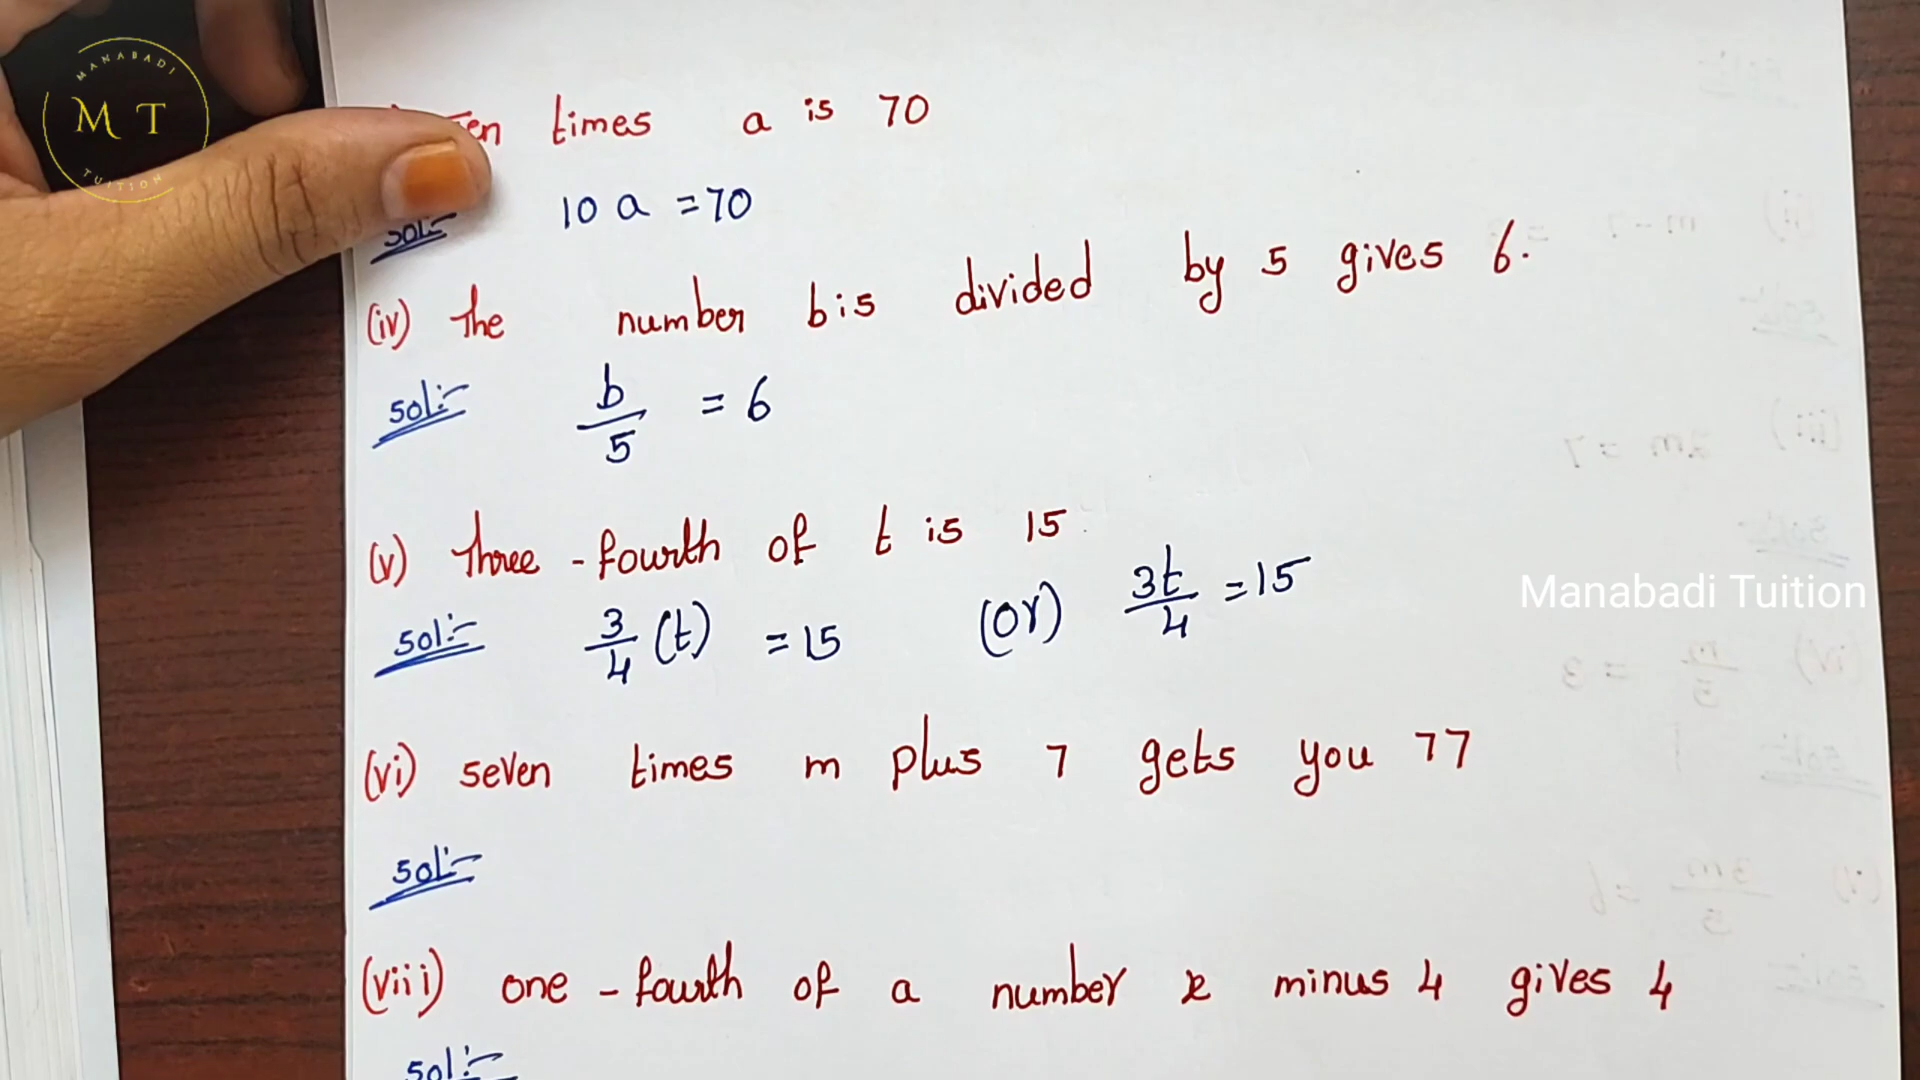 MANABADI
M T
TUITION
Ten times a is 70
Sol:- 10 a = 70
(iv) The number b is divided by 5 gives 6.
Sol:- b/5 = 6
(v) Three - fourth of t is 15
Sol:- 3/4 (t) = 15 (or) 3t/4 = 15
Manabadi Tuition
(vi) seven times m plus 7 gets you 77
Sol:-
(viii) one - fourth of a number x minus 4 gives 4
Sol:-